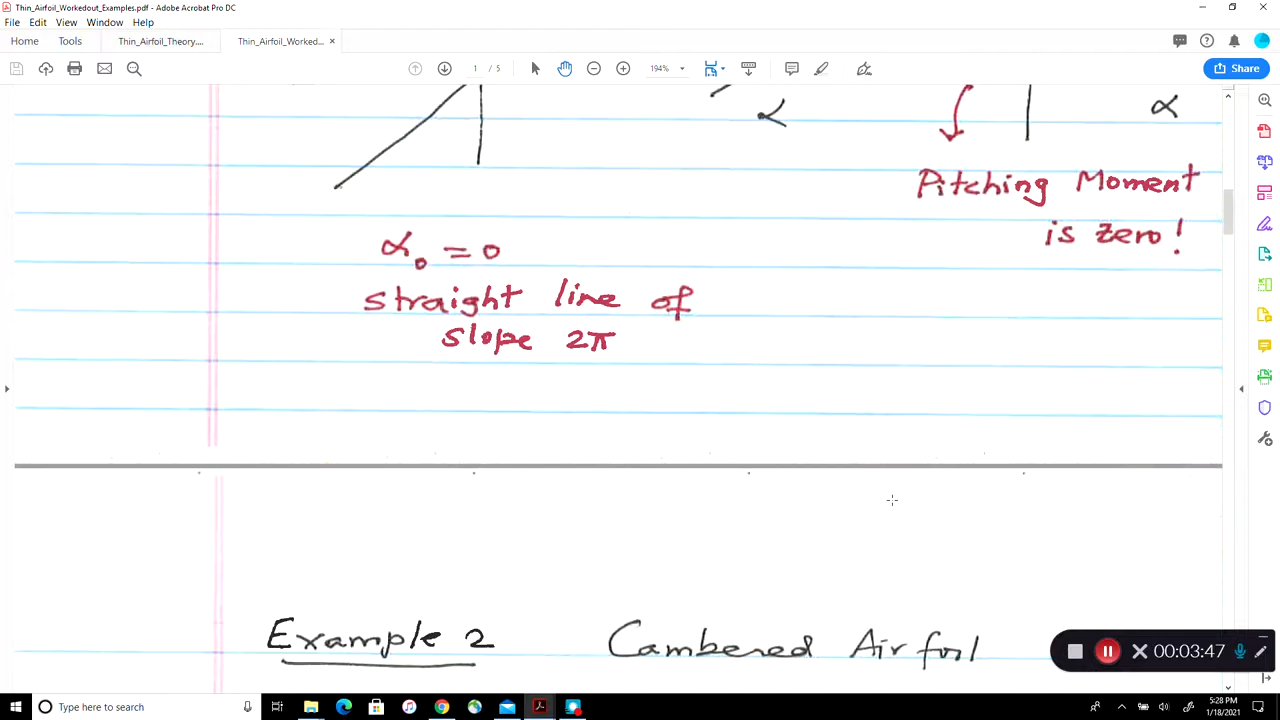 Thin_Airfoil_Workedout_Examples.pdf - Adobe Acrobat Pro DC
File Edit View Window Help
Home Tools Thin_Airfoil_Theory.... Thin_Airfoil_Worked... ×
1 / 5 194% Share
α α
Pitching Moment
is zero!
α₀ = 0
straight line of
slope 2π
Example 2 Cambered Airfoil
00:03:47
Type here to search
5:28 PM
1/18/2021